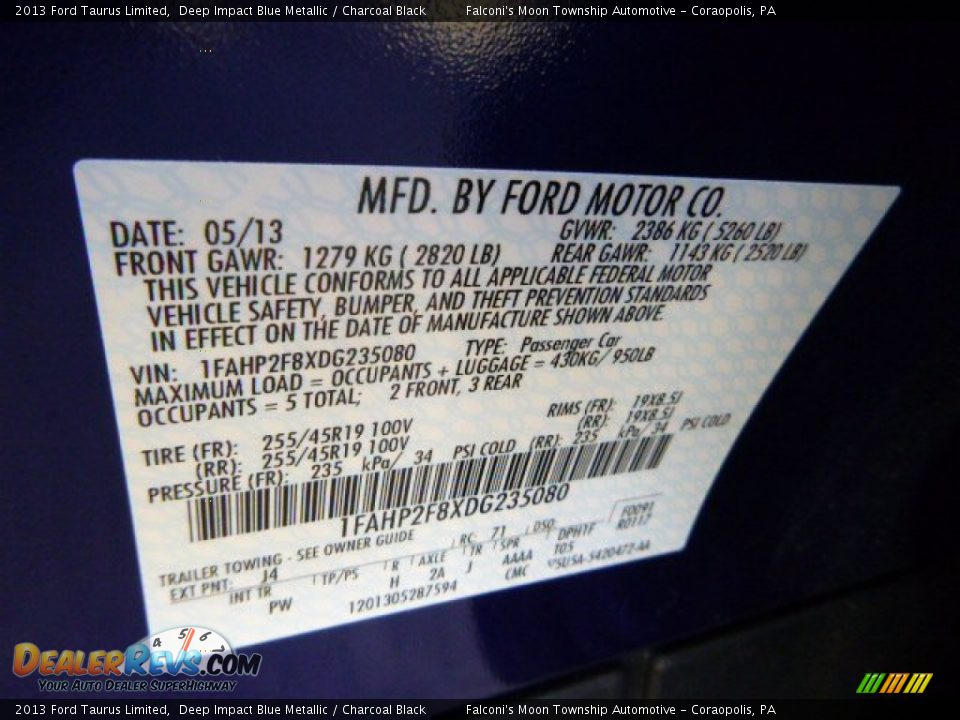 2013 Ford Taurus Limited, Deep Impact Blue Metallic / Charcoal Black Falconi's Moon Township Automotive - Coraopolis, PA
MFD. BY FORD MOTOR CO.
DATE: 05/13 GVWR: 2386 KG ( 5260 LB)
FRONT GAWR: 1279 KG ( 2820 LB) REAR GAWR: 1143 KG ( 2520 LB)
THIS VEHICLE CONFORMS TO ALL APPLICABLE FEDERAL MOTOR
VEHICLE SAFETY, BUMPER, AND THEFT PREVENTION STANDARDS
IN EFFECT ON THE DATE OF MANUFACTURE SHOWN ABOVE.
VIN: 1FAHP2F8XDG235080 TYPE: Passenger Car
MAXIMUM LOAD = OCCUPANTS + LUGGAGE = 430KG/ 950LB
OCCUPANTS = 5 TOTAL; 2 FRONT, 3 REAR
TIRE (FR): 255/45R19 100V RIMS (FR): 19X8.5J
(RR): 255/45R19 100V (RR): 19X8.5J
PRESSURE (FR): 235 kPa/ 34 PSI COLD (RR): 235 kPa/ 34 PSI COLD
1FAHP2F8XDG235080
TRAILER TOWING - SEE OWNER GUIDE
EXT PNT: J4 RC: 71 DSO:
F0091
R0117
INT TR TP/PS R AXLE TR SPR DPHTF
PW H 2A J AAAA T05
1201305287594 CMC
DEALERREVS.COM
YOUR AUTO DEALER SUPERHIGHWAY
2013 Ford Taurus Limited, Deep Impact Blue Metallic / Charcoal Black Falconi's Moon Township Automotive - Coraopolis, PA